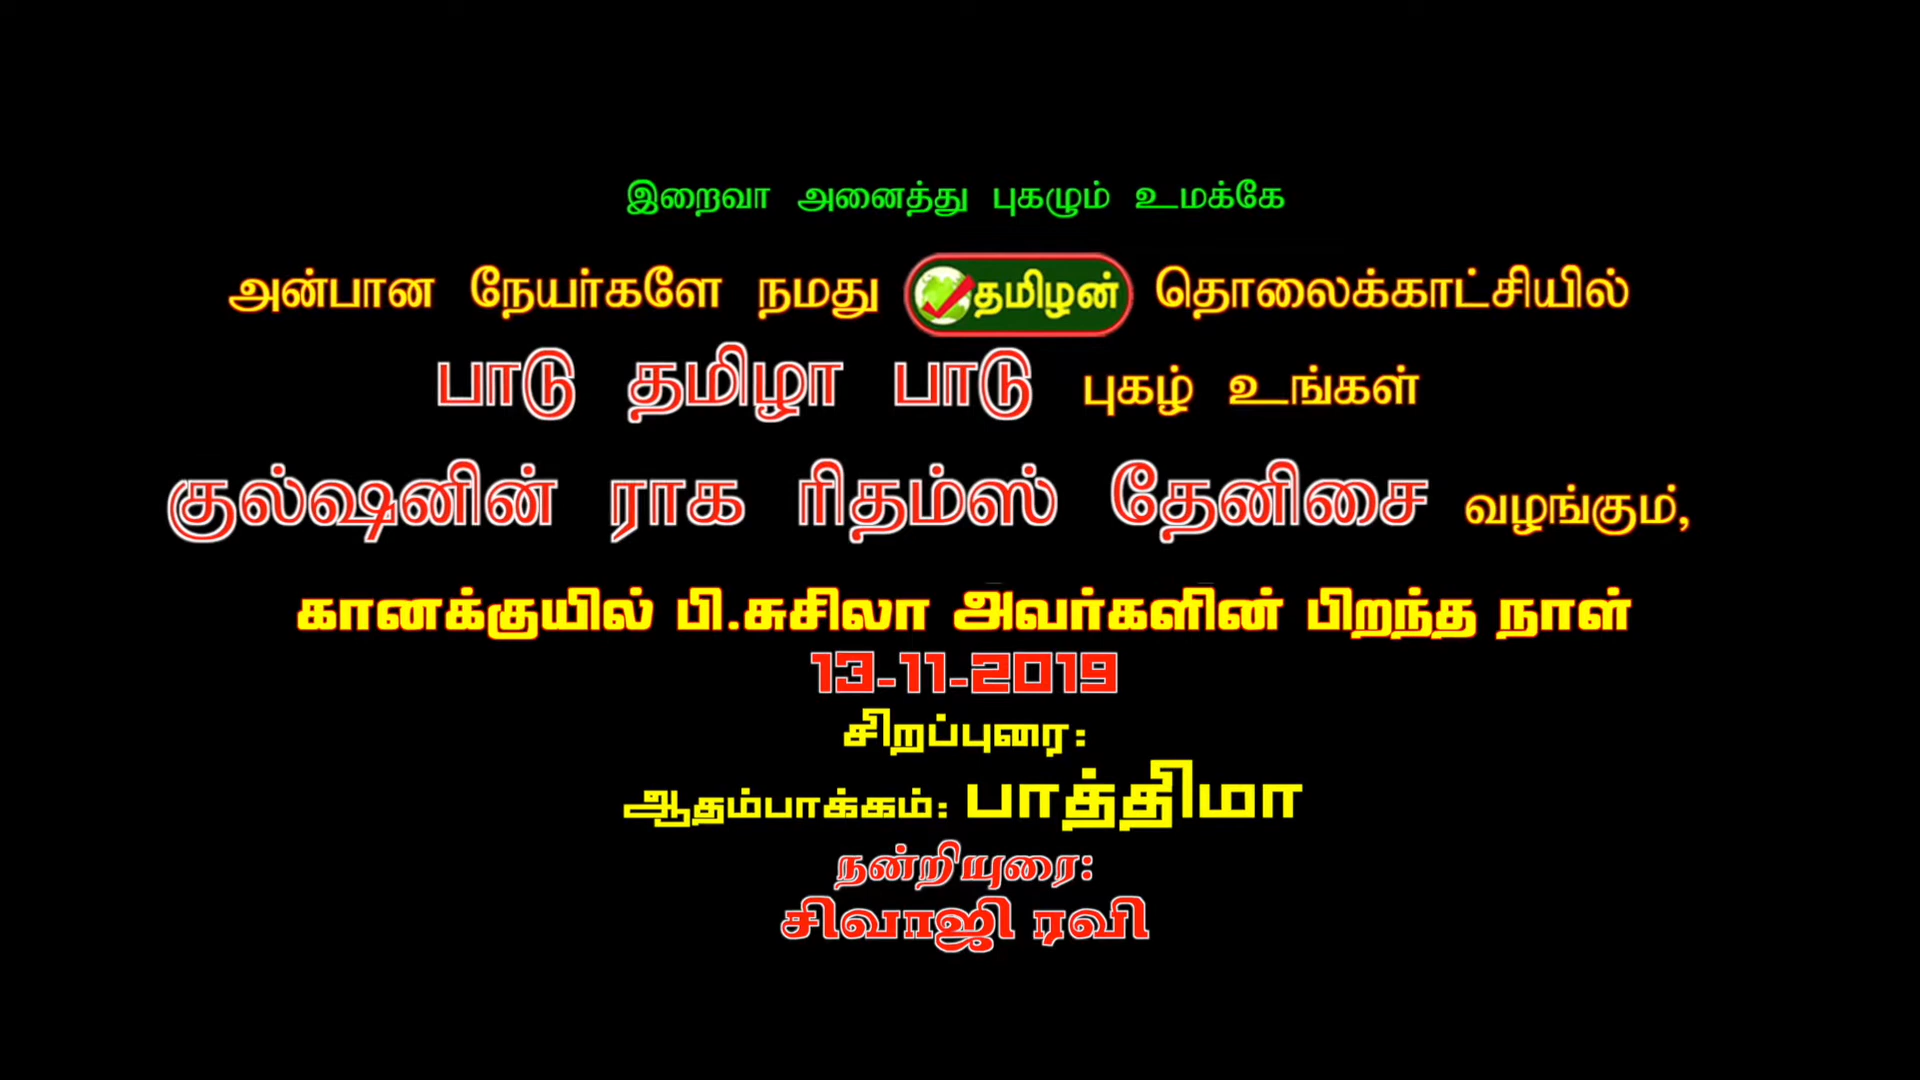 இறைவா அனைத்து புகழும் உமக்கே
அன்பான நேயர்களே நமது தமிழன் தொலைக்காட்சியில்
பாடு தமிழா பாடு புகழ் உங்கள்
குல்ஷனின் ராக ரிதம்ஸ் தேனிசை வழங்கும்,
கானக்குயில் பி.சுசிலா அவர்களின் பிறந்த நாள்
13-11-2019
சிறப்புரை:
ஆதம்பாக்கம்: பாத்திமா
நன்றியுரை:
சிவாஜி ரவி